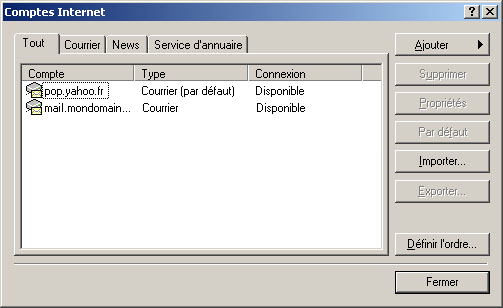 Comptes Internet
Tout Courrier News Service d'annuaire
Ajouter
Compte Type Connexion
Supprimer
pop.yahoo.fr Courrier (par défaut) Disponible
mail.mondomain... Courrier Disponible
Propriétés
Par défaut
Importer...
Exporter...
Définir l'ordre...
Fermer